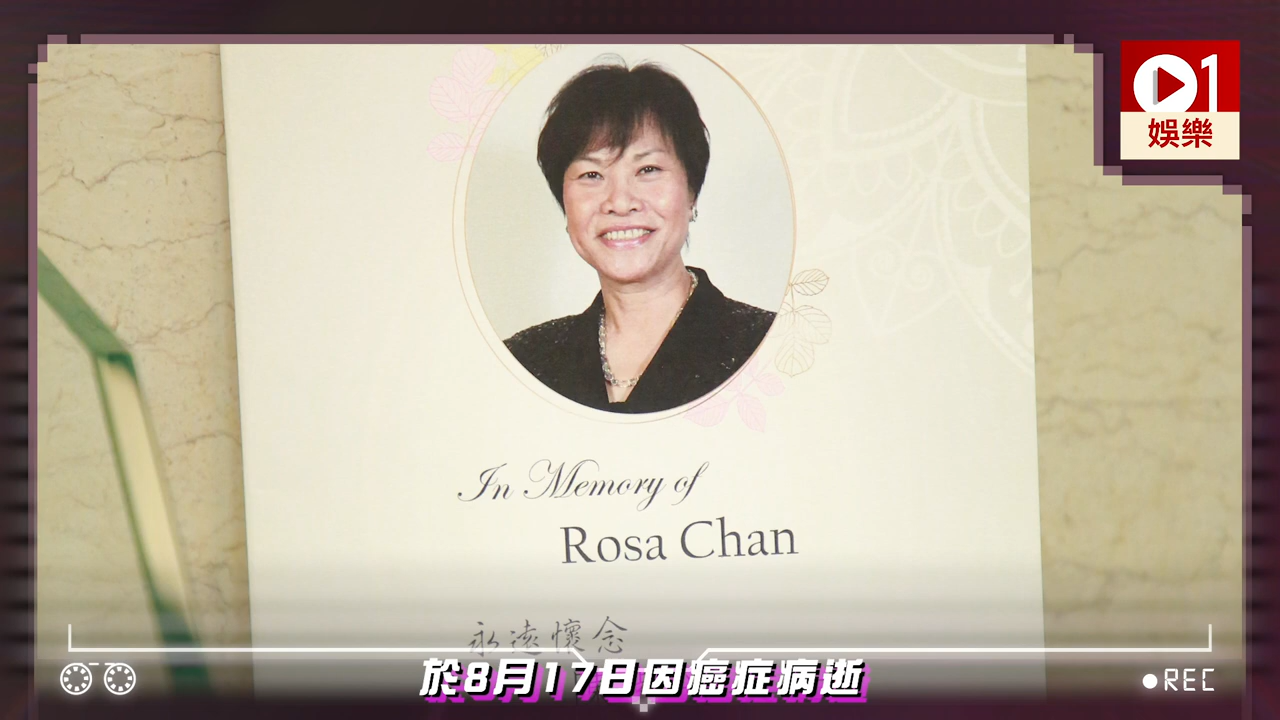 01
娛樂
In Memory of
Rosa Chan
永遠懷念
於8月17日因癌症病逝
REC